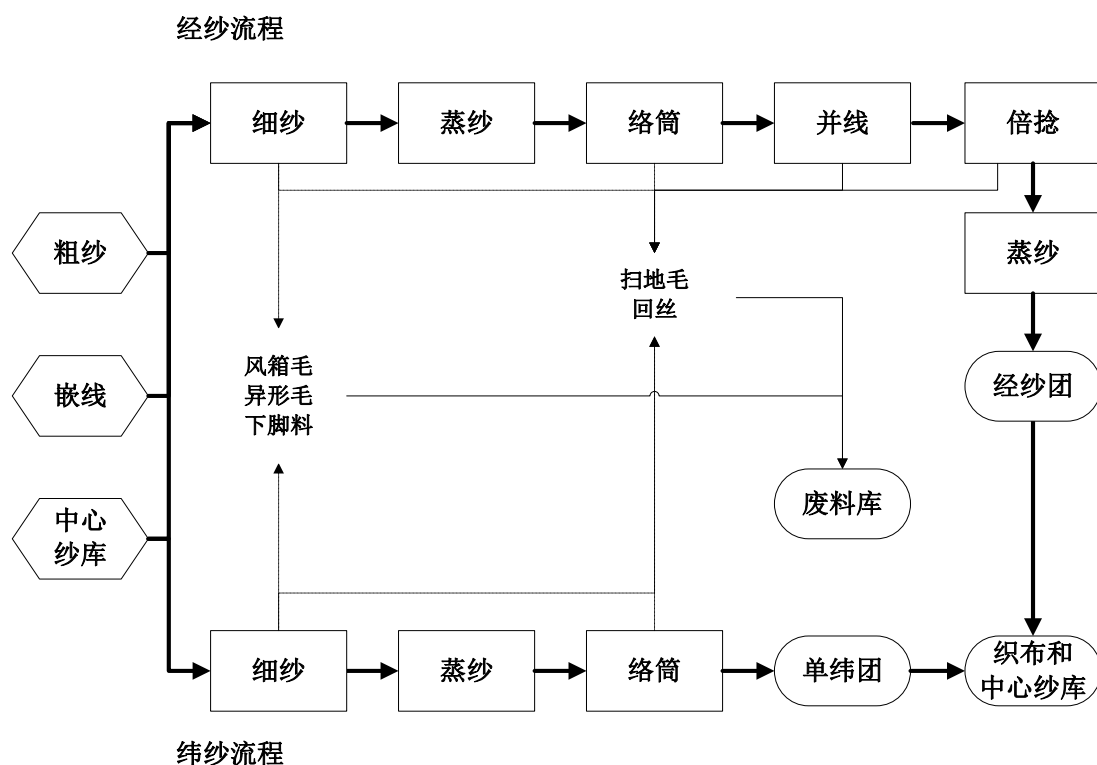 经纱流程
细纱
蒸纱
络筒
并线
倍捻
粗纱
蒸纱
扫地毛
回丝
风箱毛
异形毛
下脚料
嵌线
经纱团
中心
纱库
废料库
细纱
蒸纱
络筒
单纬团
织布和
中心纱库
纬纱流程